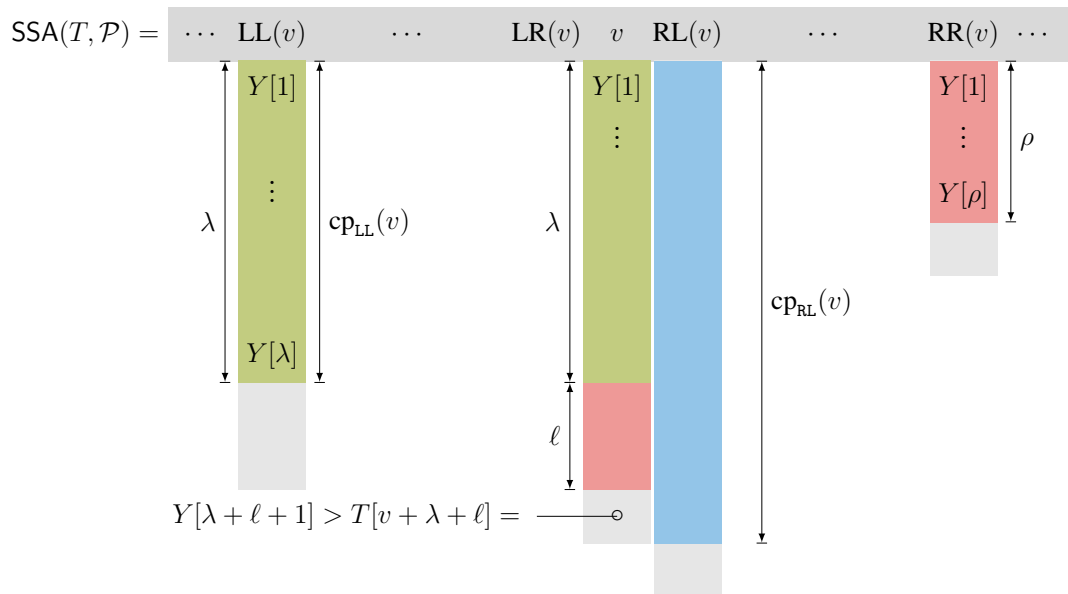 SSA(T, 𝒫) = ⋯ LL(v) ⋯ LR(v) v RL(v) ⋯ RR(v) ⋯
Y[1] Y[1] Y[1]
⋮ ⋮ ⋮
ρ
Y[ρ]
λ cp_LL(v) λ
cp_RL(v)
Y[λ]
ℓ
Y[λ + ℓ + 1] > T[v + λ + ℓ] =